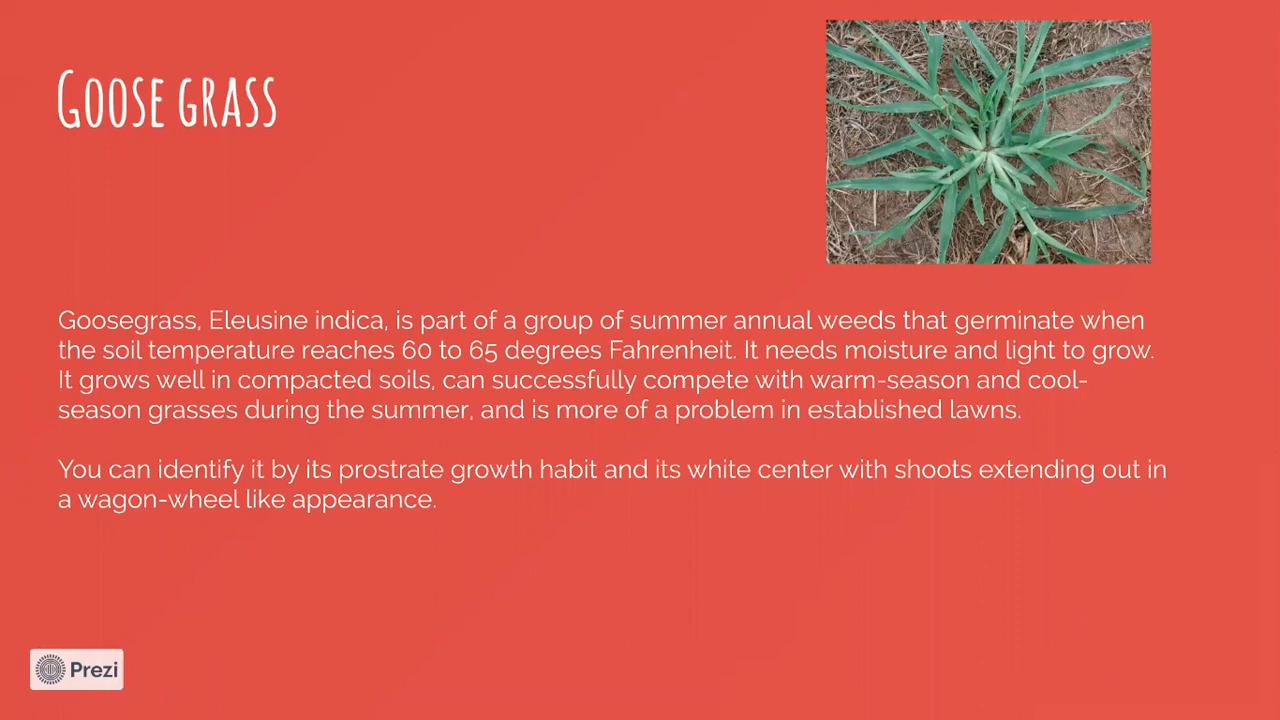 Goose grass
Goosegrass, Eleusine indica, is part of a group of summer annual weeds that germinate when
the soil temperature reaches 60 to 65 degrees Fahrenheit. It needs moisture and light to grow.
It grows well in compacted soils, can successfully compete with warm-season and cool-
season grasses during the summer, and is more of a problem in established lawns.
You can identify it by its prostrate growth habit and its white center with shoots extending out in
a wagon-wheel like appearance.
Prezi